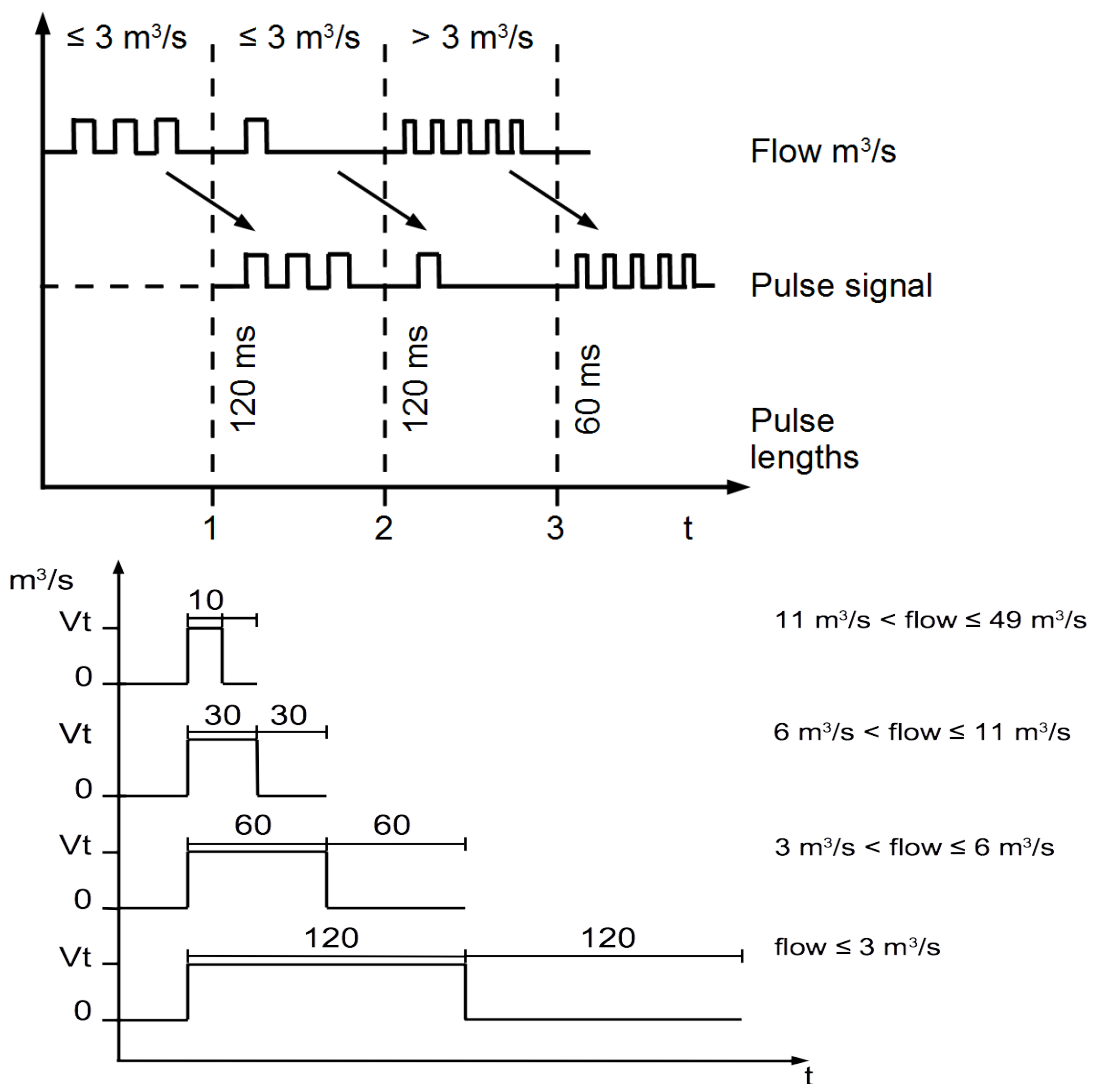 ≤ 3 m³/s ≤ 3 m³/s > 3 m³/s
Flow m³/s
Pulse signal
120 ms 120 ms 60 ms
Pulse
lengths
1 2 3 t
m³/s
10
Vt
0
11 m³/s < flow ≤ 49 m³/s
30 30
Vt
0
6 m³/s < flow ≤ 11 m³/s
60 60
Vt
0
3 m³/s < flow ≤ 6 m³/s
120 120
Vt
0
flow ≤ 3 m³/s
t